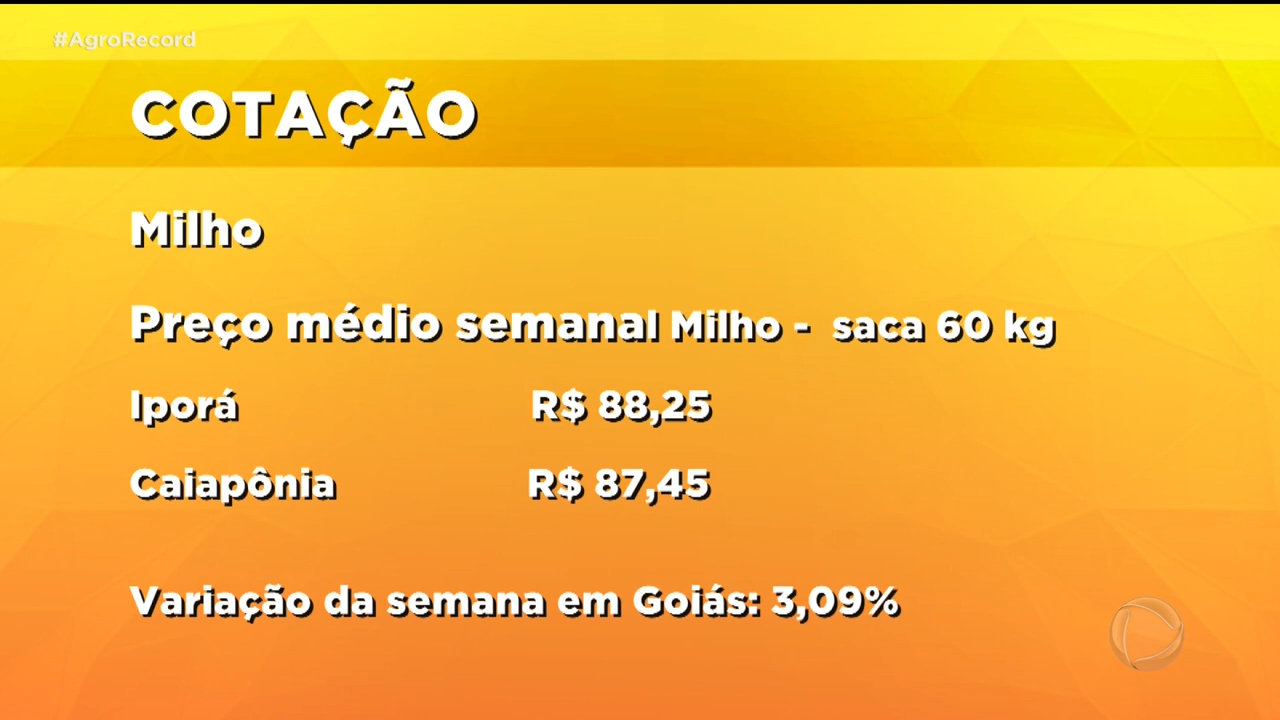 #AgroRecord
COTAÇÃO
Milho
Preço médio semanal Milho - saca 60 kg
Iporá R$ 88,25
Caiapônia R$ 87,45
Variação da semana em Goiás: 3,09%